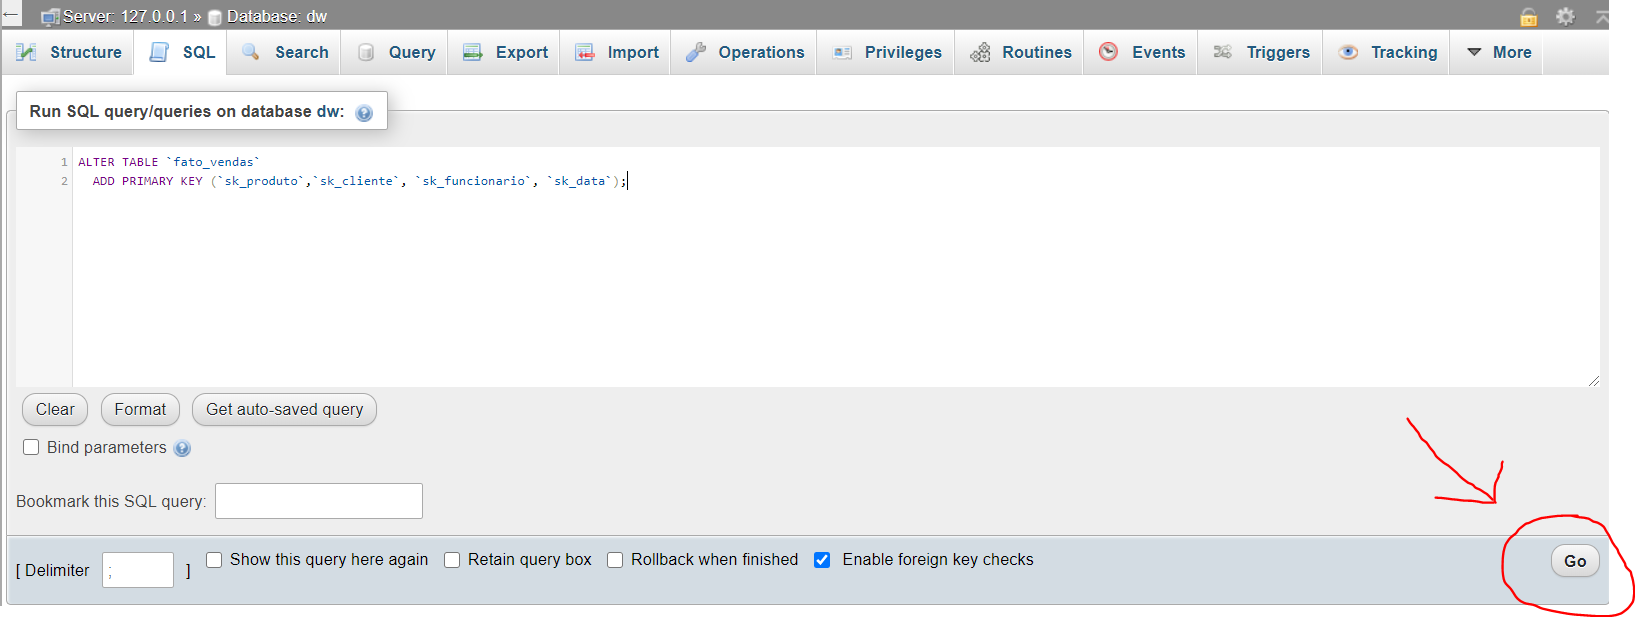 Server: 127.0.0.1 » Database: dw
Structure SQL Search Query Export Import Operations Privileges Routines Events Triggers Tracking More
Run SQL query/queries on database dw:
1 ALTER TABLE `fato_vendas`
2 ADD PRIMARY KEY (`sk_produto`,`sk_cliente`, `sk_funcionario`, `sk_data`);
Clear Format Get auto-saved query
Bind parameters
Bookmark this SQL query:
[ Delimiter ; ] Show this query here again Retain query box Rollback when finished Enable foreign key checks Go